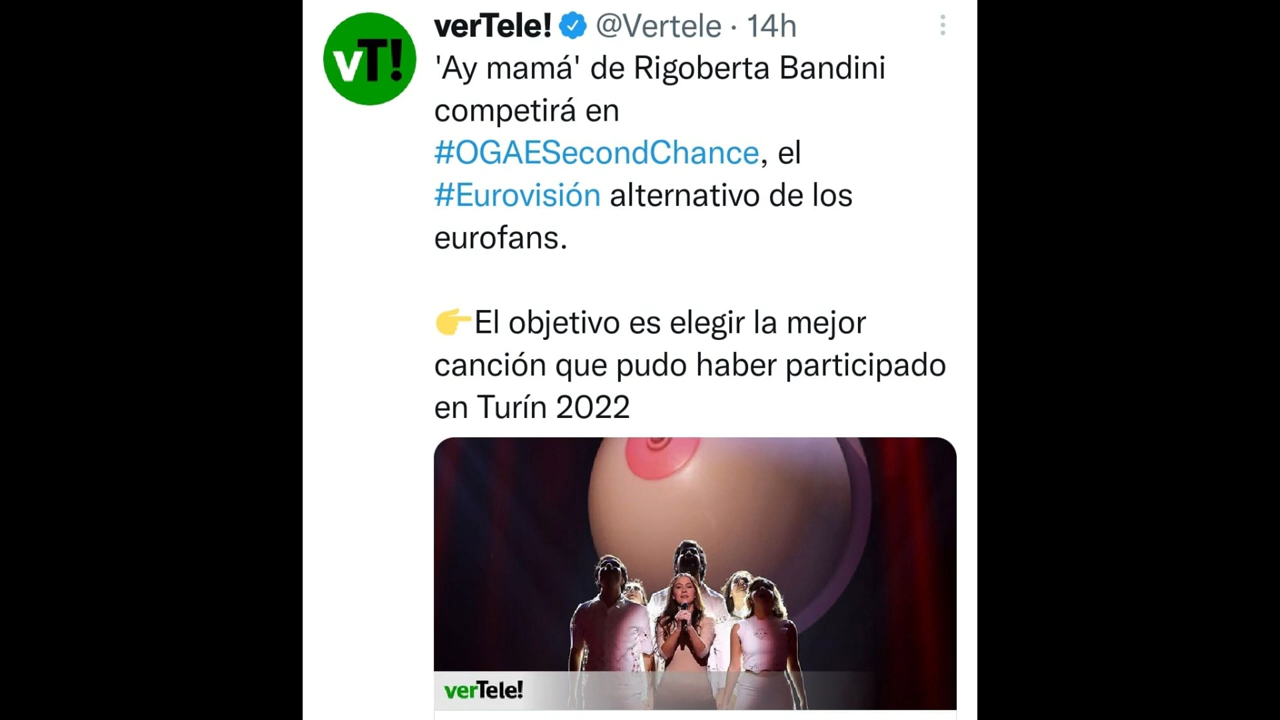 vT!
verTele! @Vertele · 14h
'Ay mamá' de Rigoberta Bandini
competirá en
#OGAESecondChance, el
#Eurovisión alternativo de los
eurofans.
👉El objetivo es elegir la mejor
canción que pudo haber participado
en Turín 2022
verTele!